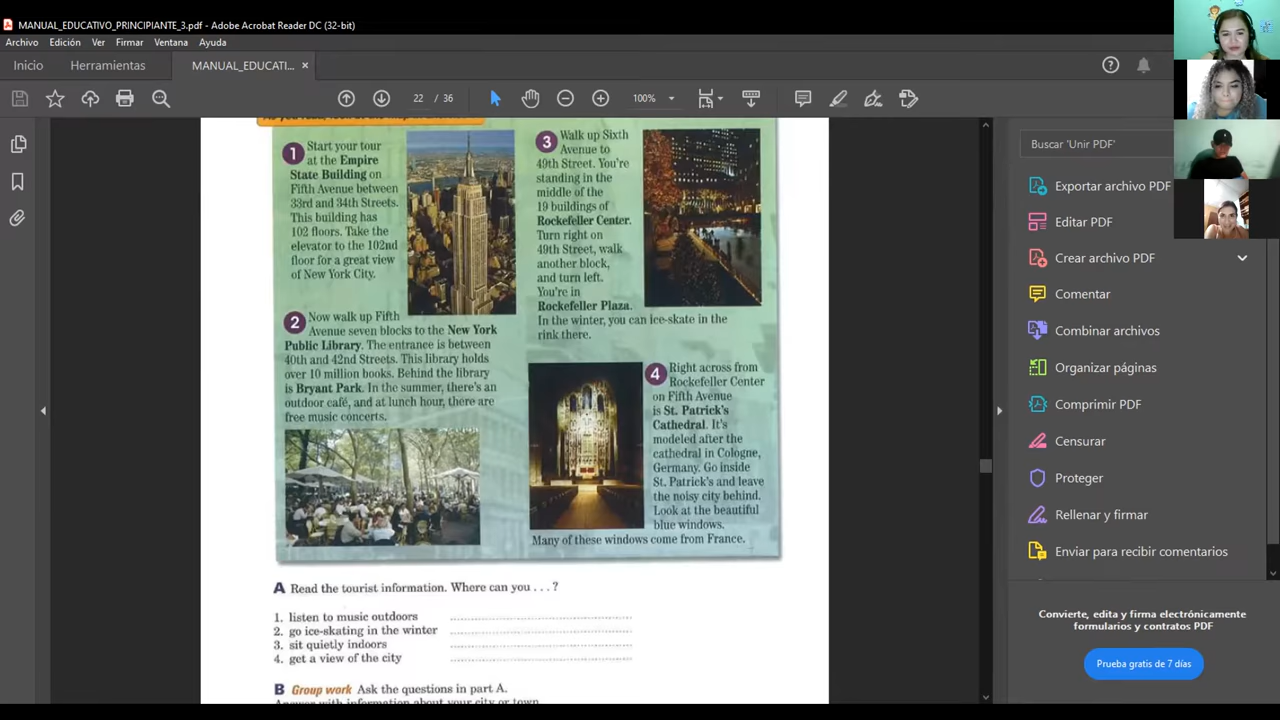 MANUAL_EDUCATIVO_PRINCIPIANTE_3.pdf - Adobe Acrobat Reader DC (32-bit)
Archivo Edición Ver Firmar Ventana Ayuda
Inicio Herramientas MANUAL_EDUCATI... ×
22 / 36 100%
1 Start your tour
at the Empire
State Building on
Fifth Avenue between
33rd and 34th Streets.
This building has
102 floors. Take the
elevator to the 102nd
floor for a great view
of New York City.
2 Now walk up Fifth
Avenue seven blocks to the New York
Public Library. The entrance is between
40th and 42nd Streets. This library holds
over 10 million books. Behind the library
is Bryant Park. In the summer, there's an
outdoor café, and at lunch hour, there are
free music concerts.
3 Walk up Sixth
Avenue to
49th Street. You're
standing in the
middle of the
19 buildings of
Rockefeller Center.
Turn right on
49th Street, walk
another block,
and turn left.
You're in
Rockefeller Plaza.
In the winter, you can ice-skate in the
rink there.
4 Right across from
Rockefeller Center
on Fifth Avenue
is St. Patrick's
Cathedral. It's
modeled after the
cathedral in Cologne,
Germany. Go inside
St. Patrick's and leave
the noisy city behind.
Look at the beautiful
blue windows.
Many of these windows come from France.
A Read the tourist information. Where can you . . . ?
1. listen to music outdoors
2. go ice-skating in the winter
3. sit quietly indoors
4. get a view of the city
B Group work Ask the questions in part A.
Answer with information about your city or town.
Buscar 'Unir PDF'
Exportar archivo PDF
Editar PDF
Crear archivo PDF
Comentar
Combinar archivos
Organizar páginas
Comprimir PDF
Censurar
Proteger
Rellenar y firmar
Enviar para recibir comentarios
Convierte, edita y firma electrónicamente
formularios y contratos PDF
Prueba gratis de 7 días